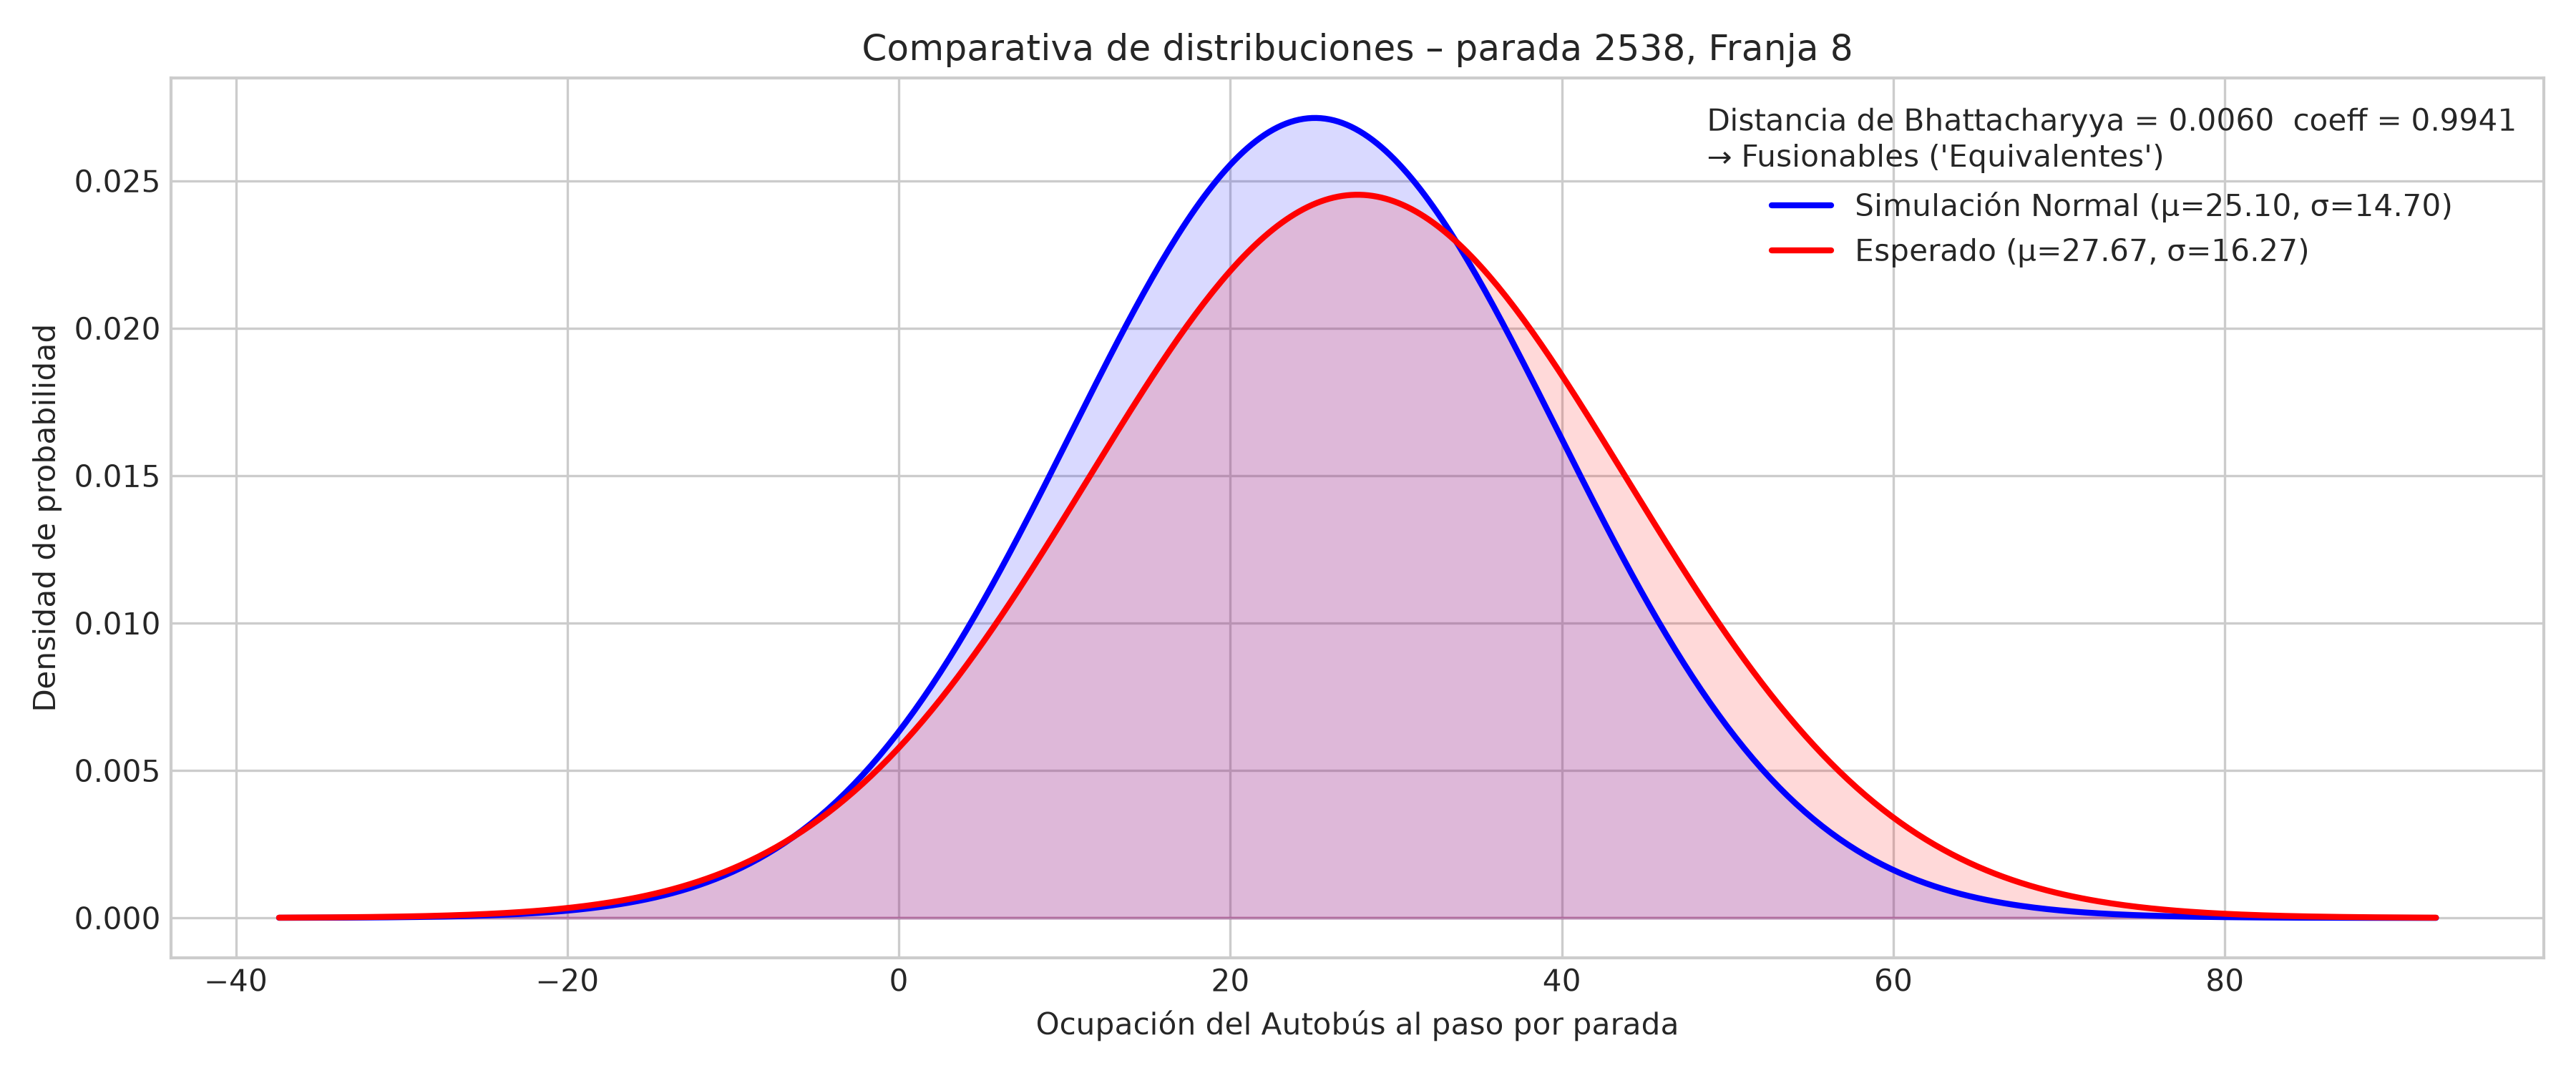 Comparativa de distribuciones – parada 2538, Franja 8
Distancia de Bhattacharyya = 0.0060  coeff = 0.9941
→ Fusionables ('Equivalentes')
Simulación Normal (μ=25.10, σ=14.70)
Esperado (μ=27.67, σ=16.27)
Densidad de probabilidad
0.025
0.020
0.015
0.010
0.005
0.000
−40 −20 0 20 40 60 80
Ocupación del Autobús al paso por parada